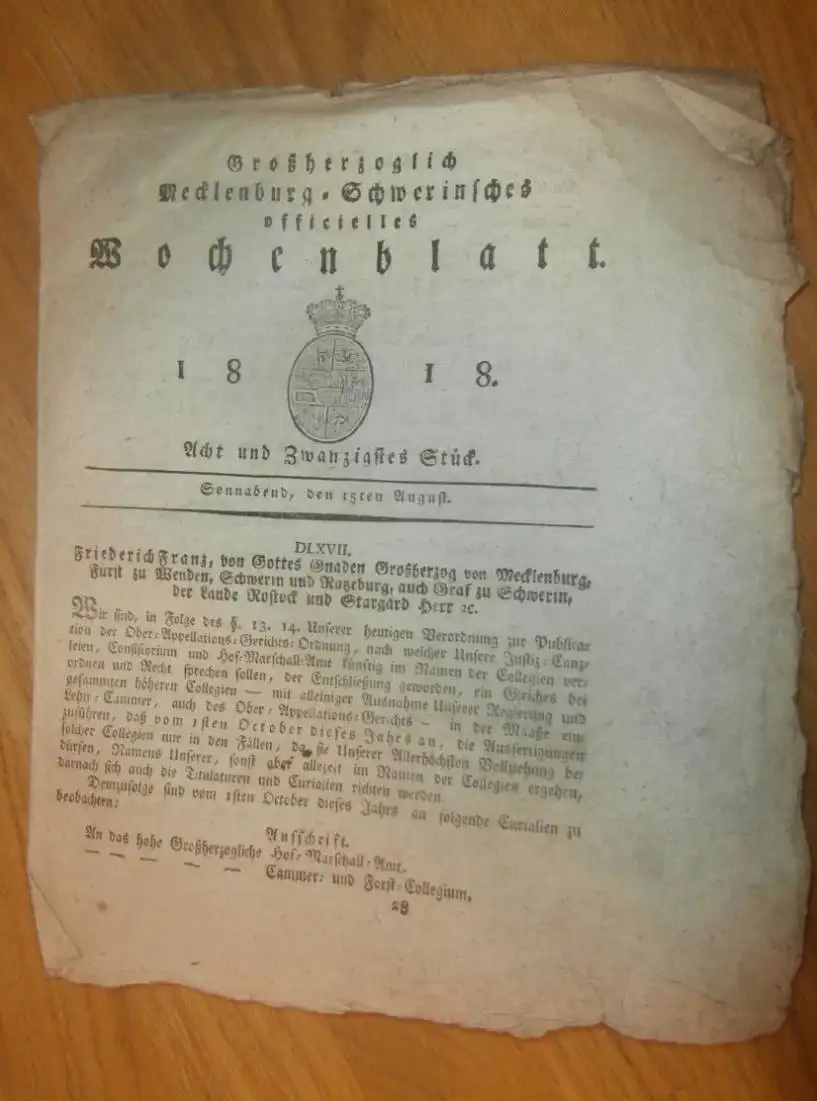 Großherzoglich
Mecklenburg-Schwerinsches
officielles
Wochenblatt.
1818.
Acht und Zwanzigstes Stück.
Sonnabend, den 15ten August.
DLXVII.
Friederich Franz, von Gottes Gnaden Großherzog von Mecklenburg,
Fürst zu Wenden, Schwerin und Ratzeburg, auch Graf zu Schwerin,
der Lande Rostock und Stargard Herr ꝛc.
Wir sind, in Folge des §. 13. 14. Unserer heutigen Verordnung zur Publica-
tion der Ober-Appellations-Gerichts-Ordnung, nach welcher Unsere Justiz-Canz-
leien, Consistorium und Hof-Marschall-Amt künftig im Namen der Collegien ver-
ordnen und Recht sprechen sollen, der Entschließung geworden, ein Gleiches bei
gesammten höheren Collegien — mit alleiniger Ausnahme Unserer Regierung und
Lehn-Cammer, auch des Ober-Appellations-Gerichts — in der Maaße ein-
zuführen, daß vom 1sten October dieses Jahrs an, die Ausfertigungen
solcher Collegien nur in den Fällen, da sie Unserer Allerhöchsten Vollziehung be-
dürfen, Namens Unserer, sonst aber allezeit im Namen der Collegien ergehen,
darnach sich auch die Titulaturen und Curialien richten werden.
Demzufolge sind vom 1sten October dieses Jahrs an folgende Curialien zu
beobachten:
Aufschrift.
An das hohe Großherzogliche Hof-Marschall-Amt.
— — — — — Cammer- und Forst-Collegium.
28